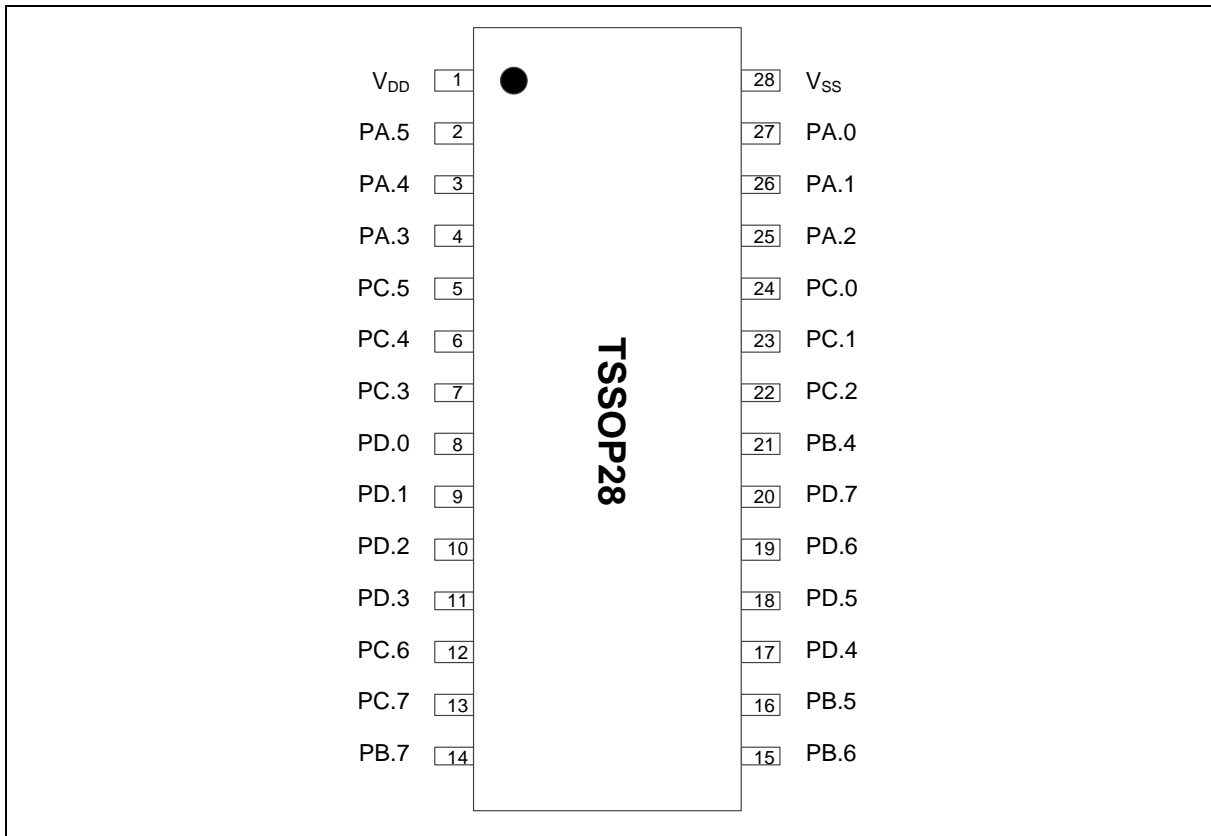 V_DD 1 28 V_SS
PA.5 2 27 PA.0
PA.4 3 26 PA.1
PA.3 4 25 PA.2
PC.5 5 24 PC.0
PC.4 6 23 PC.1
PC.3 7 22 PC.2
PD.0 8 21 PB.4
PD.1 9 20 PD.7
PD.2 10 19 PD.6
PD.3 11 18 PD.5
PC.6 12 17 PD.4
PC.7 13 16 PB.5
PB.7 14 15 PB.6
TSSOP28